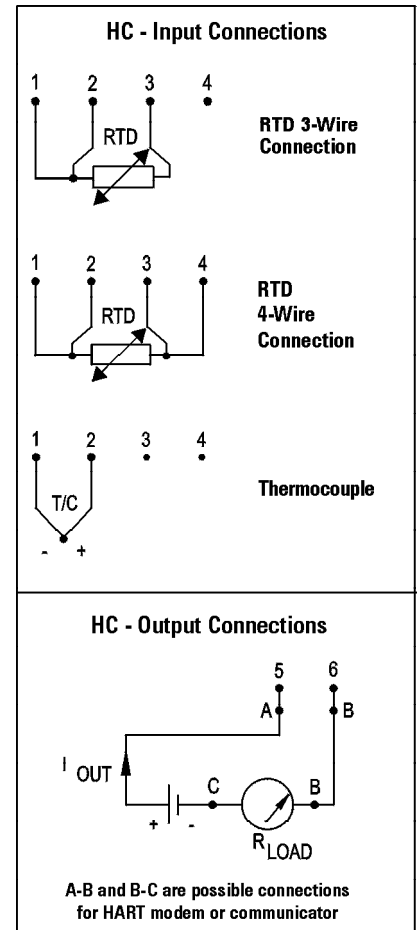 HC - Input Connections
1 2 3 4
RTD
RTD 3-Wire
Connection
1 2 3 4
RTD
RTD
4-Wire
Connection
1 2 3 4
T/C
- +
Thermocouple
HC - Output Connections
5 6
A B
I OUT
C B
+ -
R LOAD
A-B and B-C are possible connections
for HART modem or communicator